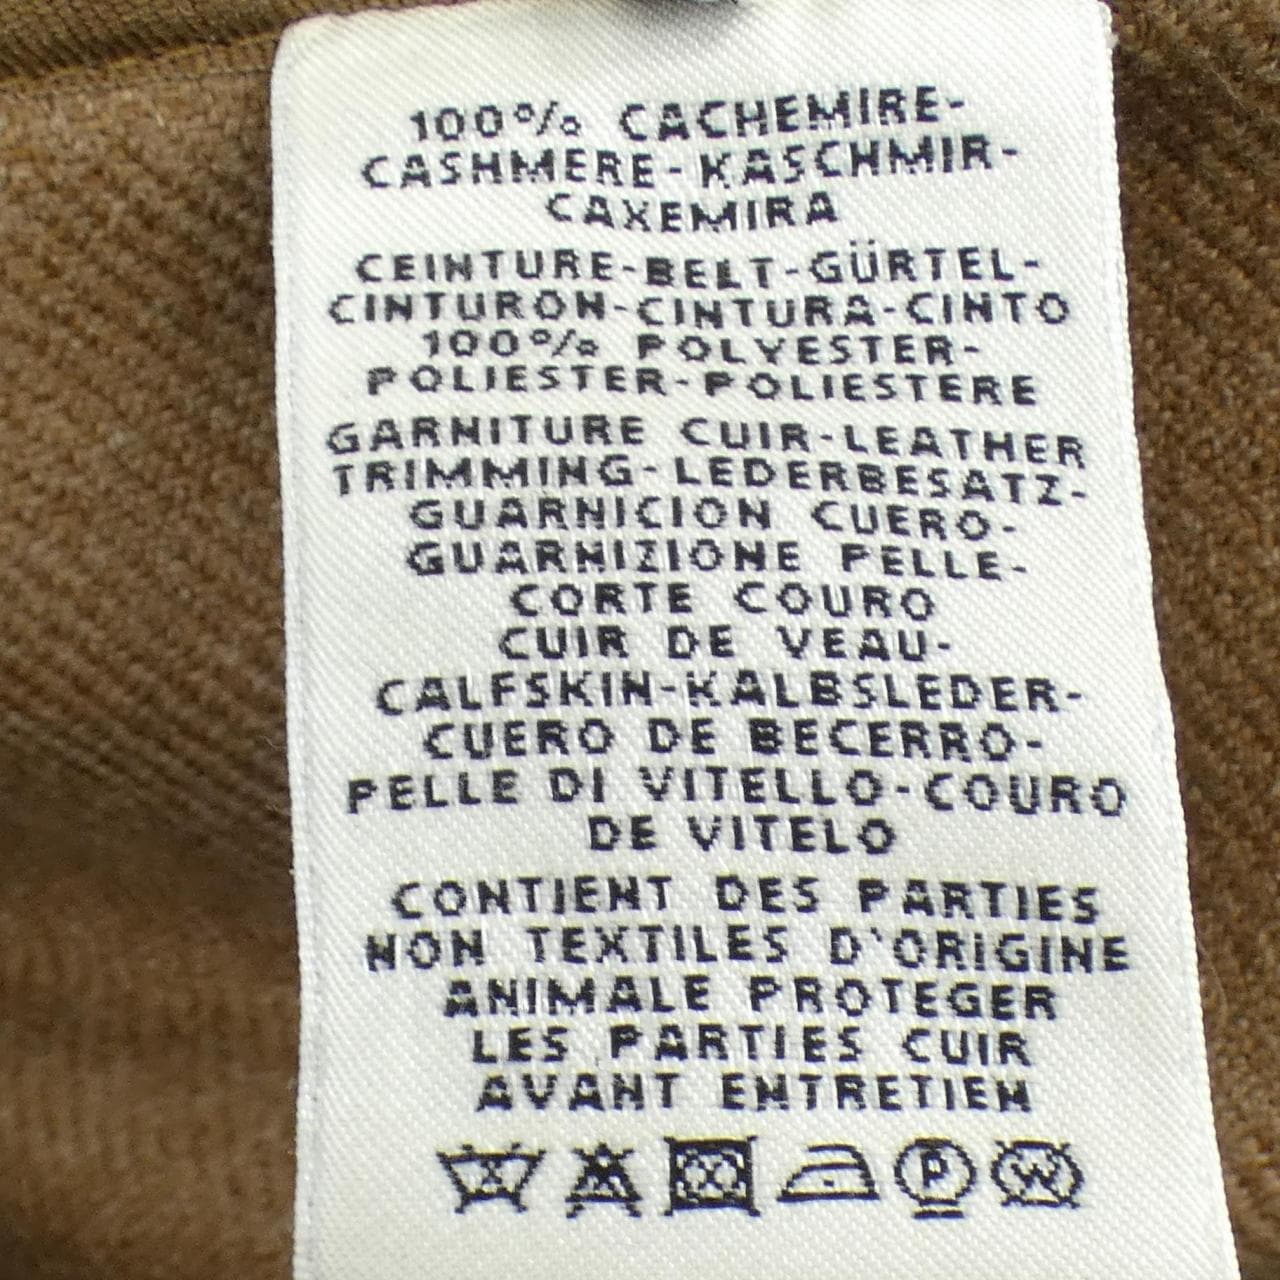 100% CACHEMIRE-
CASHMERE-KASCHMIR-
CAXEMIRA
CEINTURE-BELT-GÜRTEL-
CINTURON-CINTURA-CINTO
100% POLYESTER-
POLIESTER-POLIESTERE
GARNITURE CUIR-LEATHER
TRIMMING-LEDERBESATZ-
GUARNICION CUERO-
GUARNIZIONE PELLE-
CORTE COURO
CUIR DE VEAU-
CALFSKIN-KALBSLEDER-
CUERO DE BECERRO-
PELLE DI VITELLO-COURO
DE VITELO
CONTIENT DES PARTIES
NON TEXTILES D'ORIGINE
ANIMALE PROTEGER
LES PARTIES CUIR
AVANT ENTRETIEN
P W